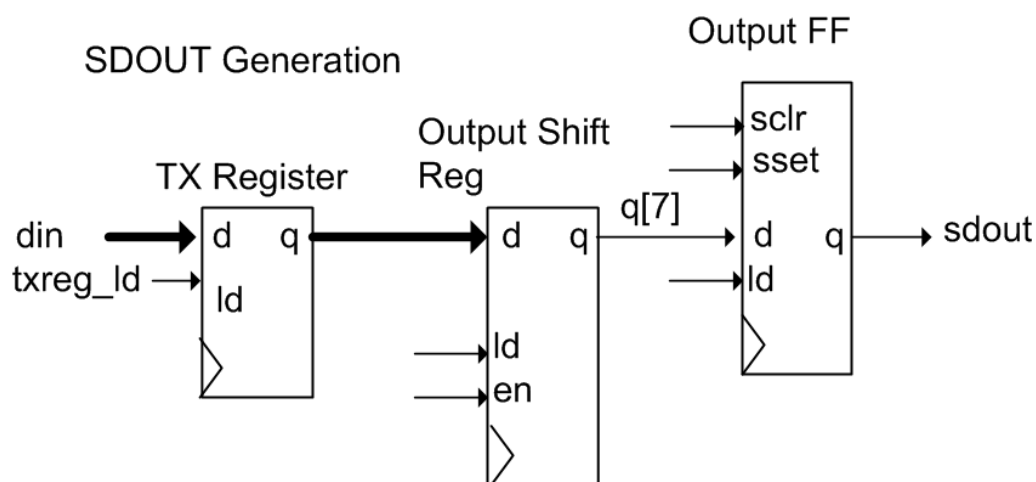 SDOUT Generation
Output FF
Output Shift
Reg
TX Register
sclr
sset
din
d q
q[7]
d q
d q
sdout
txreg_ld
ld
ld
ld
en